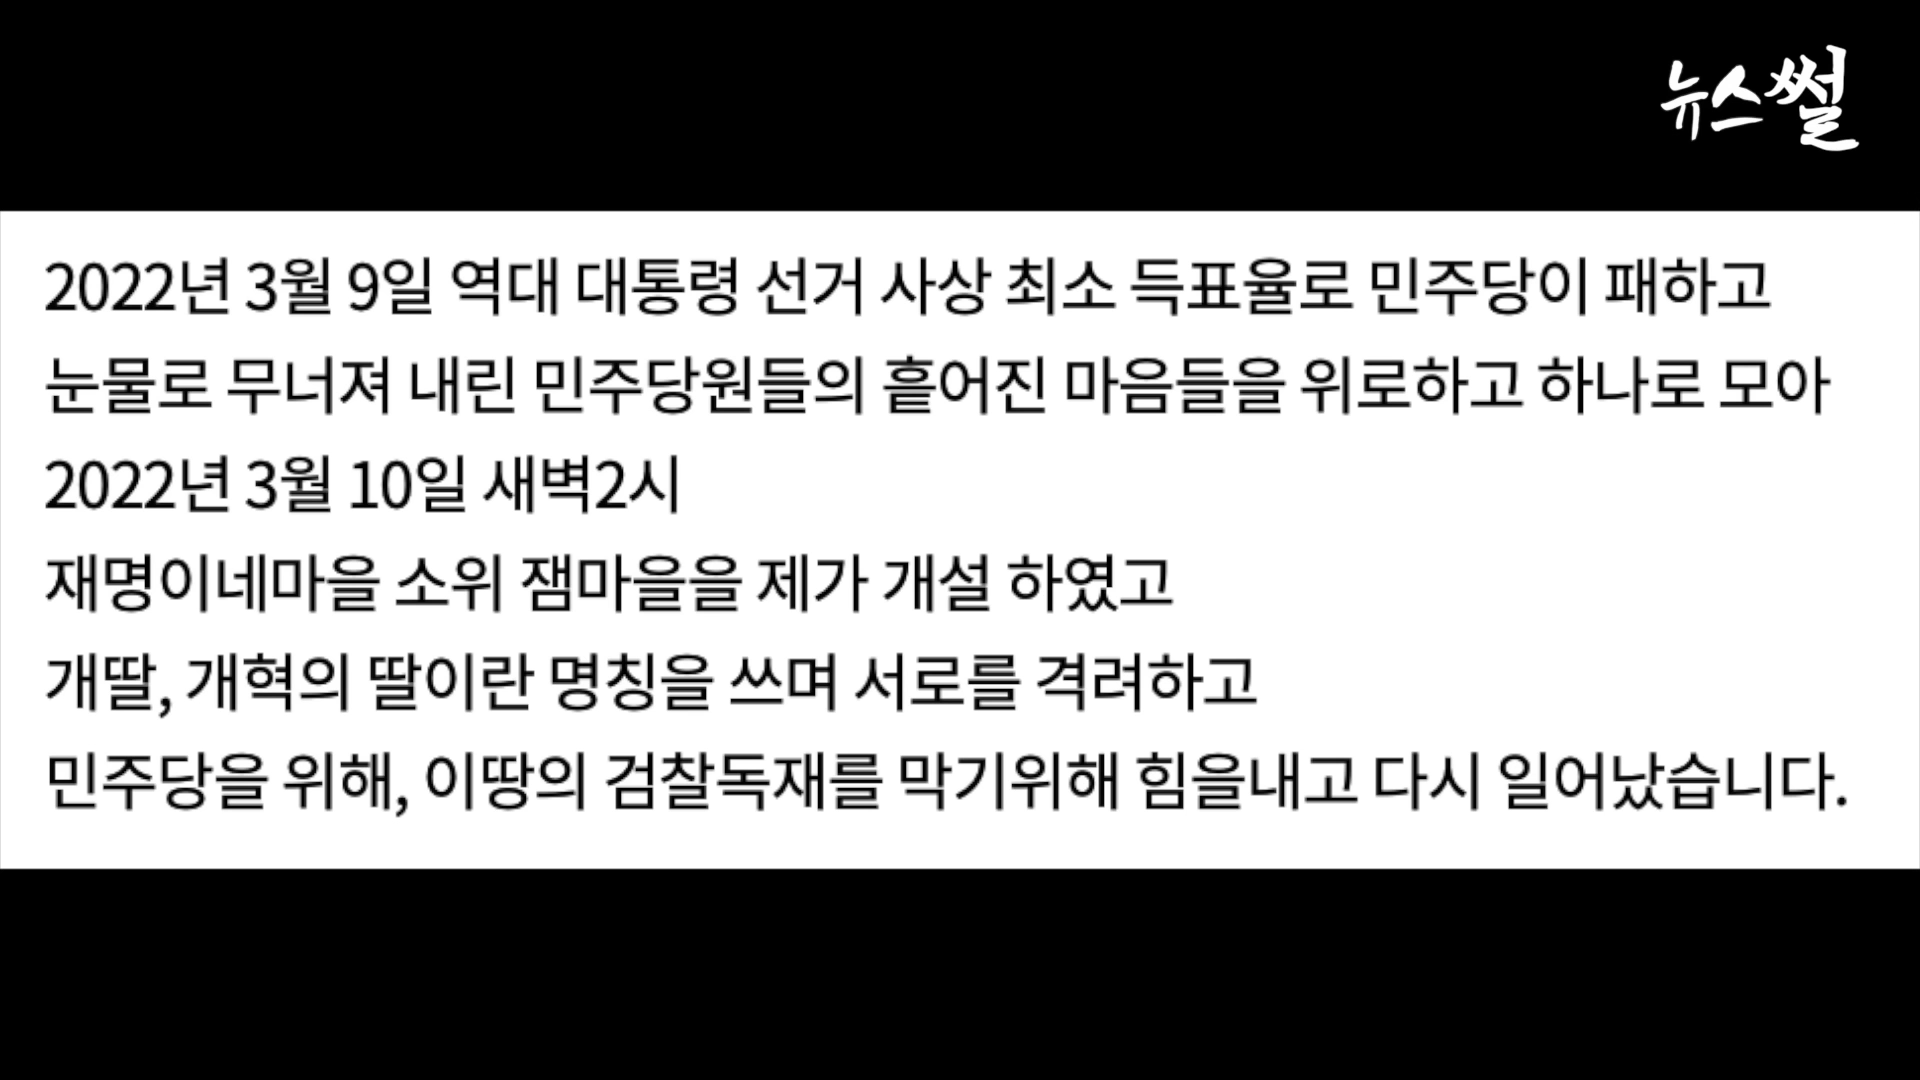 뉴스썰
2022년 3월 9일 역대 대통령 선거 사상 최소 득표율로 민주당이 패하고
눈물로 무너져 내린 민주당원들의 흩어진 마음들을 위로하고 하나로 모아
2022년 3월 10일 새벽2시
재명이네마을 소위 잼마을을 제가 개설 하였고
개딸, 개혁의 딸이란 명칭을 쓰며 서로를 격려하고
민주당을 위해, 이땅의 검찰독재를 막기위해 힘을내고 다시 일어났습니다.